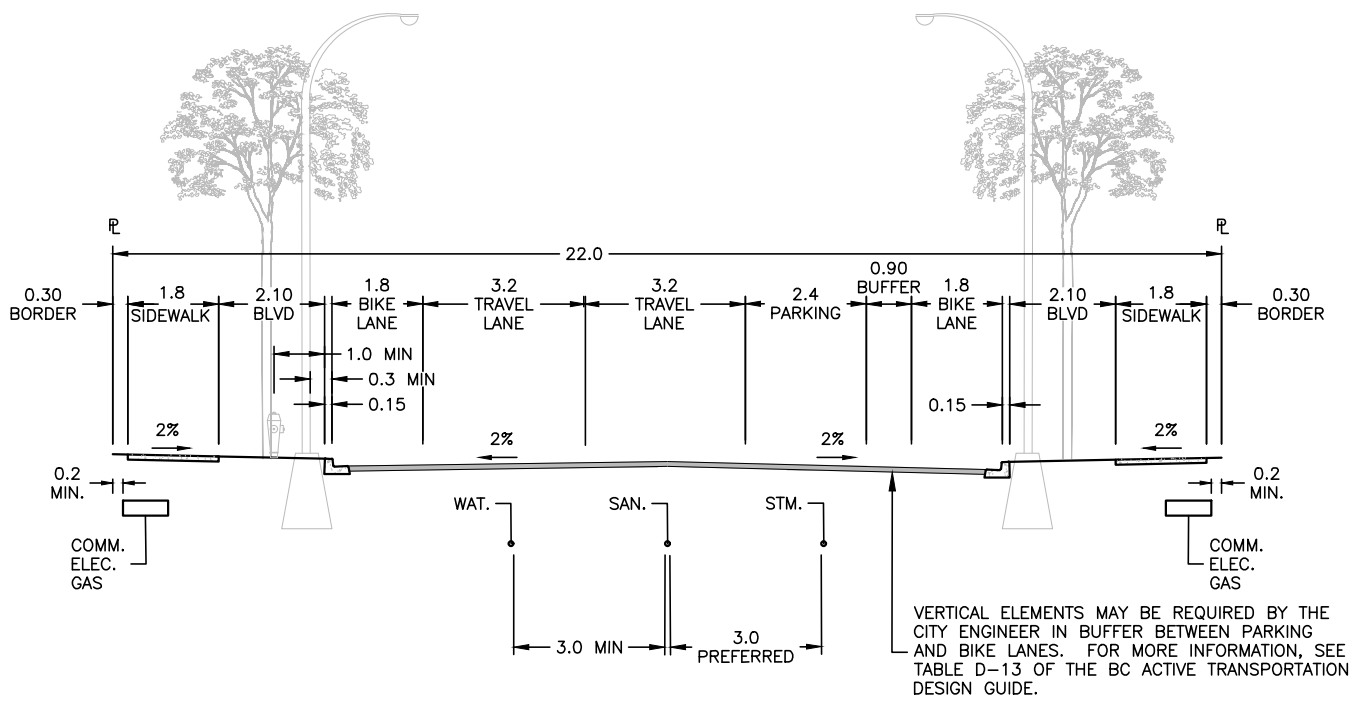 ℄
℄
22.0
0.30
BORDER
1.8
SIDEWALK
2.10
BLVD
1.8
BIKE
LANE
3.2
TRAVEL
LANE
3.2
TRAVEL
LANE
2.4
PARKING
0.90
BUFFER
1.8
BIKE
LANE
2.10
BLVD
1.8
SIDEWALK
0.30
BORDER
1.0 MIN
0.3 MIN
0.15
0.15
2%
2%
2%
2%
0.2
MIN.
0.2
MIN.
WAT.
SAN.
STM.
COMM.
ELEC.
GAS
COMM.
ELEC.
GAS
3.0 MIN
3.0
PREFERRED
VERTICAL ELEMENTS MAY BE REQUIRED BY THE
CITY ENGINEER IN BUFFER BETWEEN PARKING
AND BIKE LANES. FOR MORE INFORMATION, SEE
TABLE D-13 OF THE BC ACTIVE TRANSPORTATION
DESIGN GUIDE.